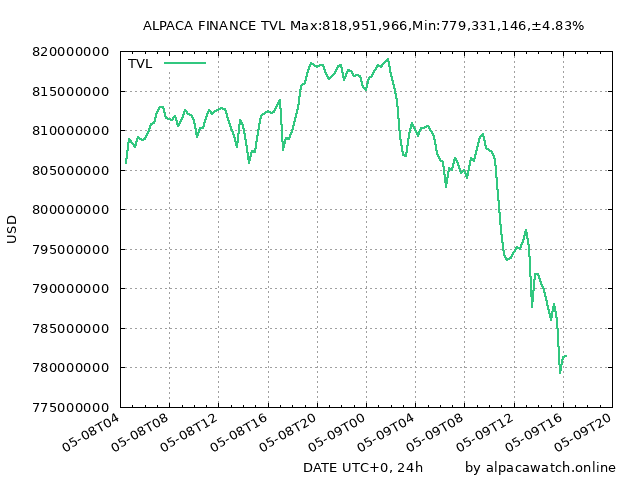 ALPACA FINANCE TVL Max:818,951,966,Min:779,331,146,±4.83%
TVL
820000000
815000000
810000000
805000000
800000000
795000000
790000000
785000000
780000000
775000000
USD
05-08T04
05-08T08
05-08T12
05-08T16
05-08T20
05-09T00
05-09T04
05-09T08
05-09T12
05-09T16
05-09T20
DATE UTC+0, 24h
by alpacawatch.online